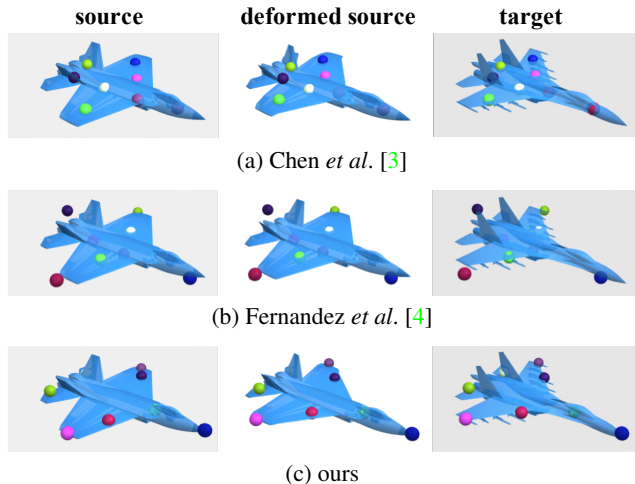 source deformed source target
(a) Chen et al. [3]
(b) Fernandez et al. [4]
(c) ours